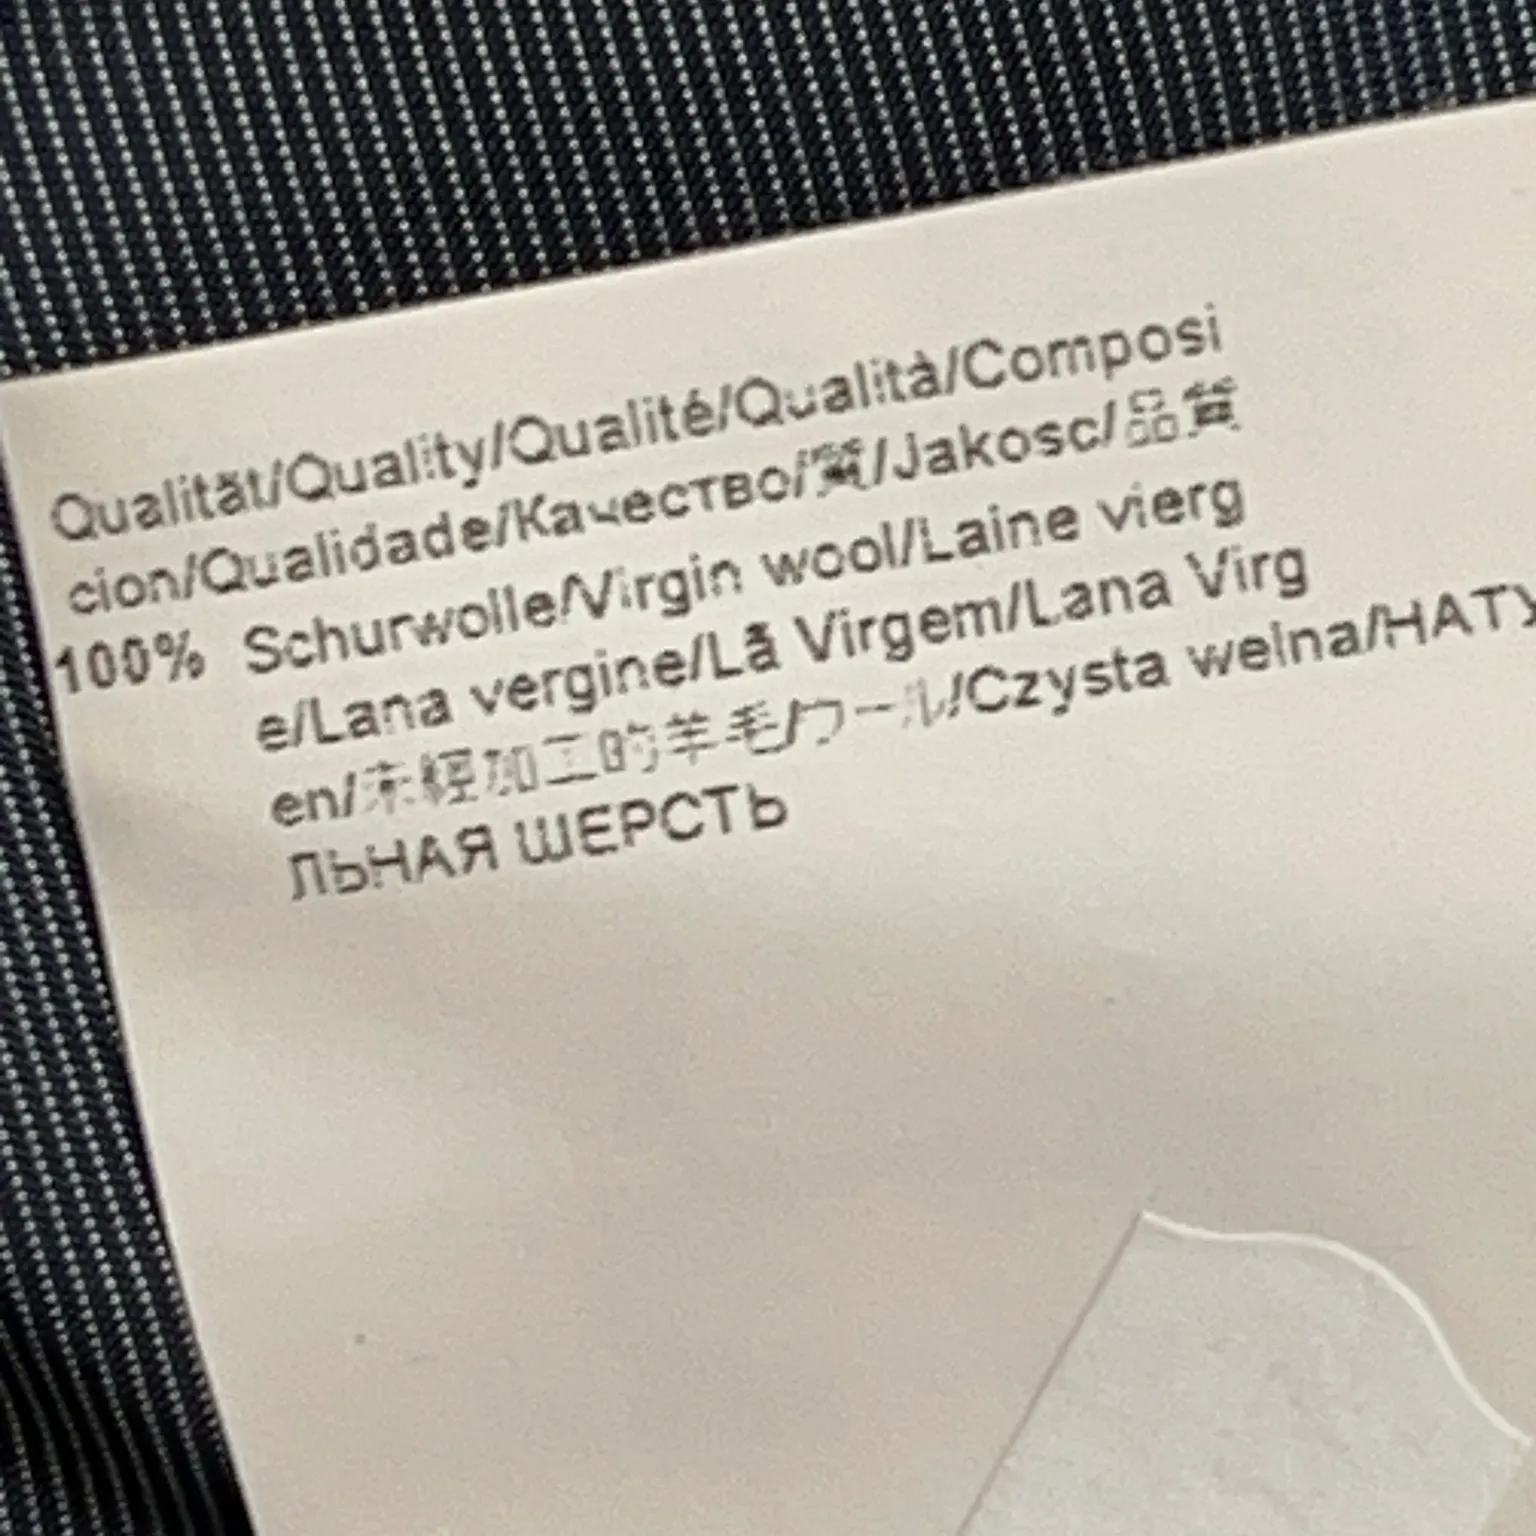 Qualität/Quality/Qualité/Qualità/Composi
cion/Qualidade/Качество/質/Jakosc/品質
100% Schurwolle/Virgin wool/Laine vierg
e/Lana vergine/Lã Virgem/Lana Virg
en/未經加工的羊毛/ウール/Czysta welna/НАТУ
ЛЬНАЯ ШЕРСТЬ